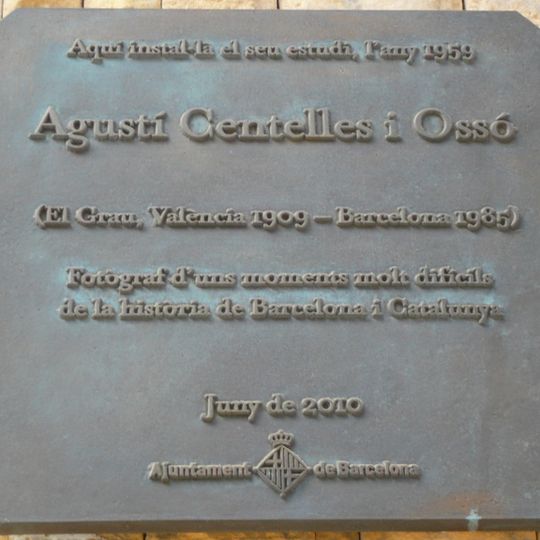 Aquí instal·la el seu estudi, l'any 1959
Agustí Centelles i Ossó
(El Grau, València 1909 – Barcelona 1985)
Fotògraf d'uns moments molt difícils
de la història de Barcelona i Catalunya
Juny de 2010
Ajuntament de Barcelona